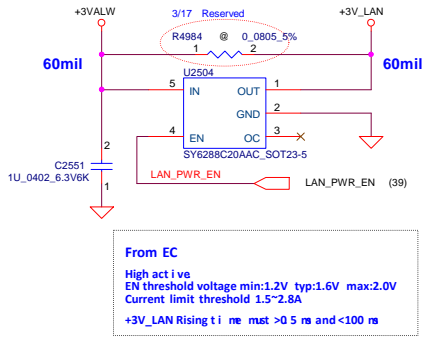 +3VALW
3/17 Reserved
+3V_LAN
R4984 @ 0_0805_5%
1 2
60mil
60mil
U2504
5 IN OUT 1
GND 2
4 EN OC 3
SY6288C20AAC_SOT23-5
2
C2551
1U_0402_6.3V6K
1
LAN_PWR_EN
LAN_PWR_EN (39)
From EC
High active
EN threshold voltage min:1.2V typ:1.6V max:2.0V
Current limit threshold 1.5~2.8A
+3V_LAN Rising time must >0.5 ms and <100 ms